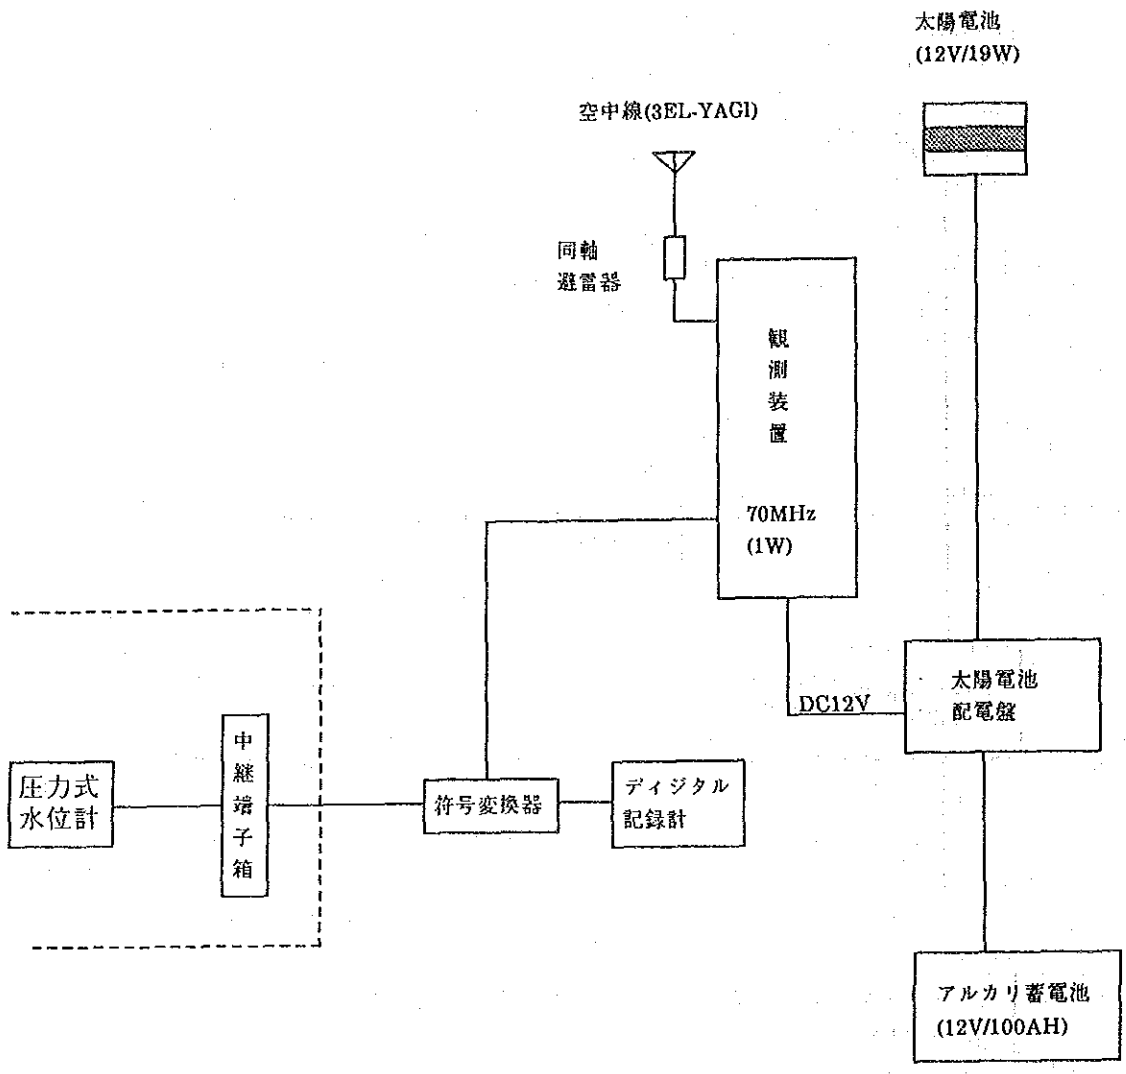 太陽電池
(12V/19W)
空中線(3EL-YAGI)
同軸
避雷器
観測装置
70MHz
(1W)
太陽電池
配電盤
DC12V
中継端子箱
圧力式
水位計
符号変換器
ディジタル
記録計
アルカリ蓄電池
(12V/100AH)